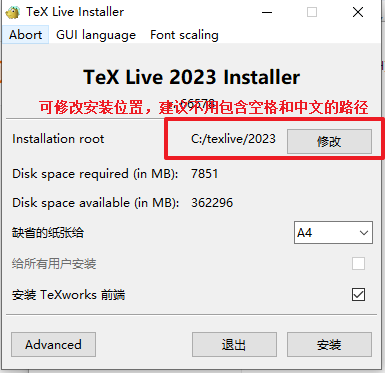 TeX Live Installer
Abort GUI language Font scaling
TeX Live 2023 Installer
可修改安装位置，建议不用包含空格和中文的路径
66578
Installation root C:/texlive/2023 修改
Disk space required (in MB): 7851
Disk space available (in MB): 362296
缺省的纸张给 A4
给所有用户安装
安装 TeXworks 前端
Advanced 退出 安装